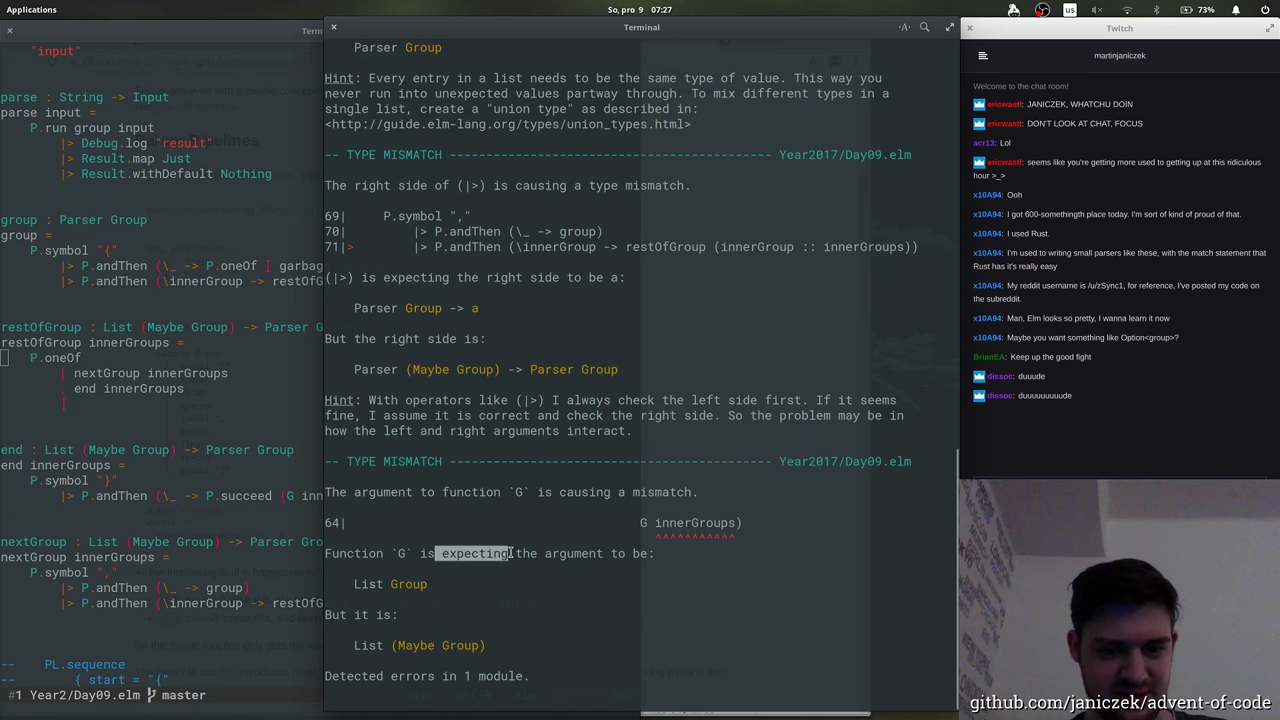 Applications
So, pro 9 07:27
us
73%
Term
"input"
parse : String -> Input
parse input =
P.run group input
|> Debug.log "result"
|> Result.map Just
|> Result.withDefault Nothing
group : Parser Group
group =
P.symbol "{"
|> P.andThen (\_ -> P.oneOf [ garbag
|> P.andThen (\innerGroup -> restOf
restOfGroup : List (Maybe Group) -> Parser G
restOfGroup innerGroups =
P.oneOf
[ nextGroup innerGroups
, end innerGroups
]
end : List (Maybe Group) -> Parser Group
end innerGroups =
P.symbol "}"
|> P.andThen (\_ -> P.succeed (G inn
nextGroup : List (Maybe Group) -> Parser Gro
nextGroup innerGroups =
P.symbol ","
|> P.andThen (\_ -> group)
|> P.andThen (\innerGroup -> restOf
-- PL.sequence
-- { start = "{"
#1 Year2/Day09.elm master
Terminal
-A-
Parser Group
Hint: Every entry in a list needs to be the same type of value. This way you
never run into unexpected values partway through. To mix different types in a
single list, create a "union type" as described in:
<http://guide.elm-lang.org/types/union_types.html>
-- TYPE MISMATCH ------------------------------------------- Year2017/Day09.elm
The right side of (|>) is causing a type mismatch.
69| P.symbol ","
70| |> P.andThen (\_ -> group)
71|> |> P.andThen (\innerGroup -> restOfGroup (innerGroup :: innerGroups))
(|>) is expecting the right side to be a:
Parser Group -> a
But the right side is:
Parser (Maybe Group) -> Parser Group
Hint: With operators like (|>) I always check the left side first. If it seems
fine, I assume it is correct and check the right side. So the problem may be in
how the left and right arguments interact.
-- TYPE MISMATCH ------------------------------------------- Year2017/Day09.elm
The argument to function `G` is causing a mismatch.
64| G innerGroups)
^^^^^^^^^^^
Function `G` is expecting the argument to be:
List Group
But it is:
List (Maybe Group)
Detected errors in 1 module.
Twitch
martinjaniczek
Welcome to the chat room!
ericwastl: JANICZEK, WHATCHU DOIN
ericwastl: DON'T LOOK AT CHAT, FOCUS
acr13: Lol
ericwastl: seems like you're getting more used to getting up at this ridiculous
hour >_>
x10A94: Ooh
x10A94: I got 600-somethingth place today. I'm sort of kind of proud of that.
x10A94: I used Rust.
x10A94: I'm used to writing small parsers like these, with the match statement that
Rust has it's really easy
x10A94: My reddit username is /u/zSync1, for reference, I've posted my code on
the subreddit.
x10A94: Man, Elm looks so pretty, I wanna learn it now
x10A94: Maybe you want something like Option<group>?
BrianEA: Keep up the good fight
dissoc: duuude
dissoc: duuuuuuuude
github.com/janiczek/advent-of-code